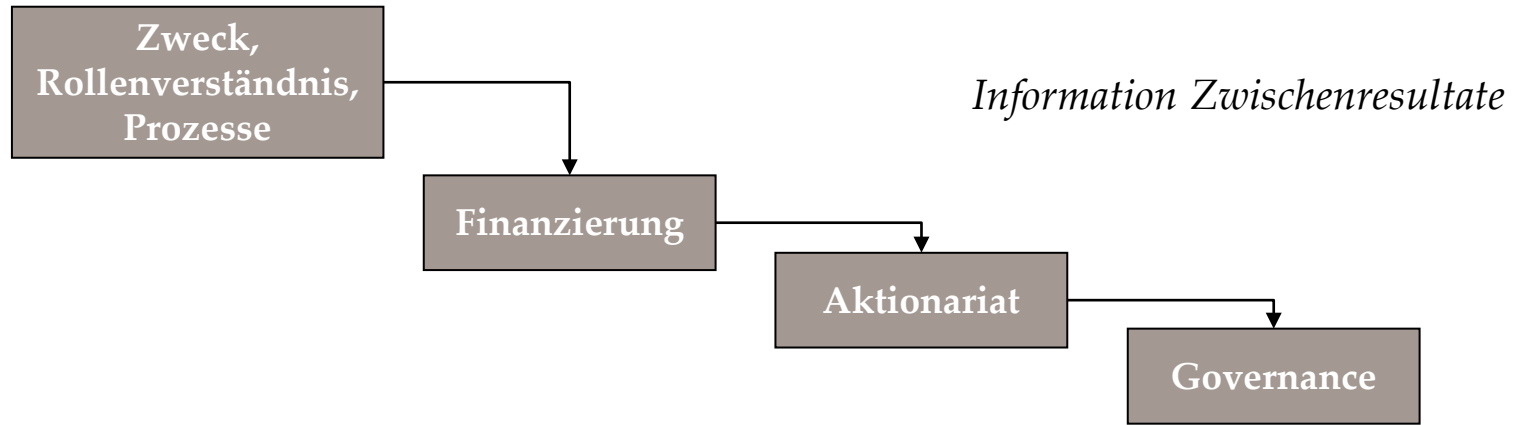 Zweck,
Rollenverständnis,
Prozesse
Information Zwischenresultate
Finanzierung
Aktionariat
Governance